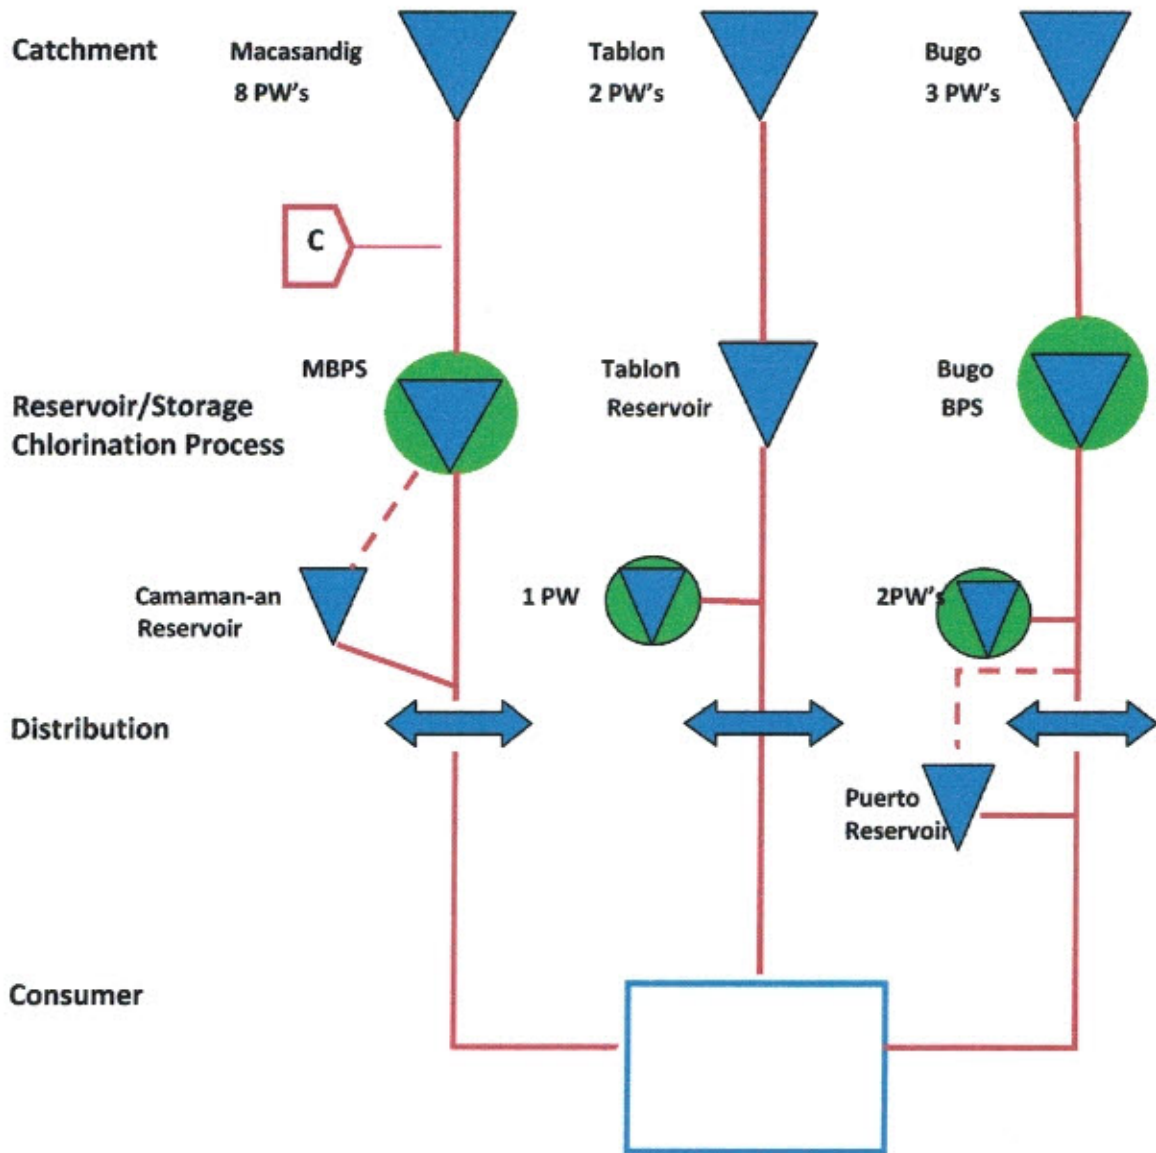 Catchment
Macasandig
8 PW's
Tablon
2 PW's
Bugo
3 PW's
C
MBPS
Tablon
Reservoir
Bugo
BPS
Reservoir/Storage
Chlorination Process
Camaman-an
Reservoir
1 PW
2PW's
Distribution
Puerto
Reservoir
Consumer